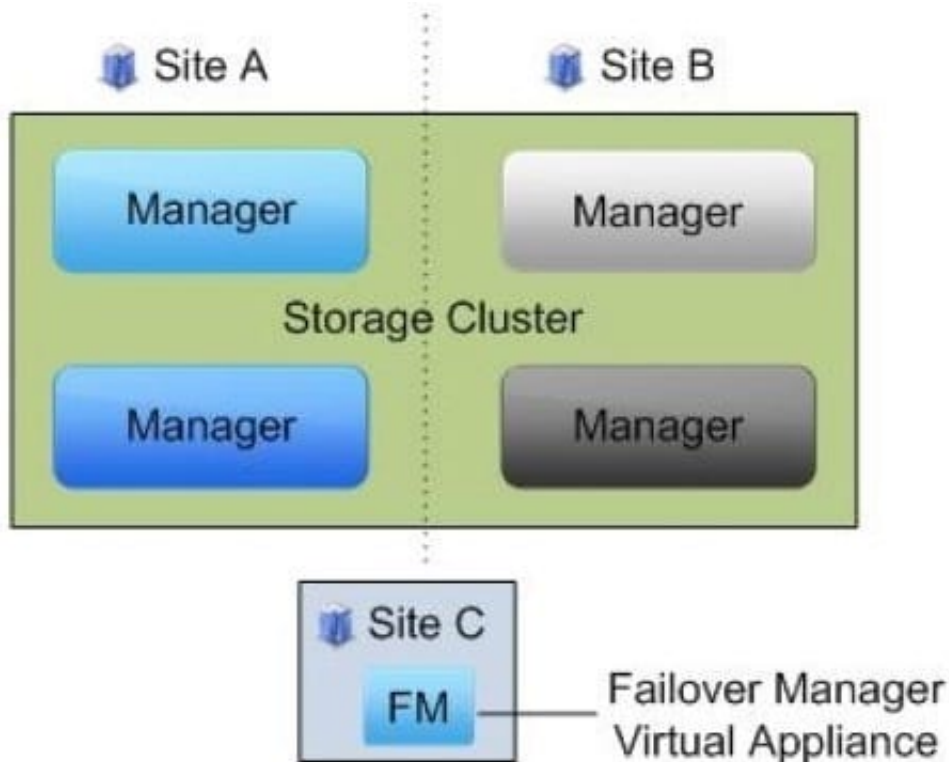 Site A
Site B
Manager
Manager
Storage Cluster
Manager
Manager
Site C
FM
Failover Manager
Virtual Appliance